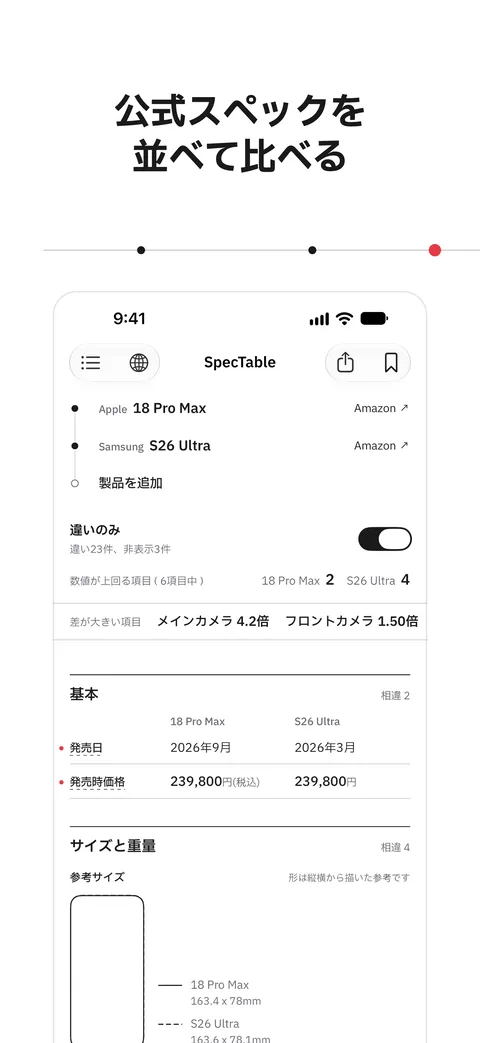 公式スペックを
並べて比べる
9:41
SpecTable
Apple 18 Pro Max Amazon ↗
Samsung S26 Ultra Amazon ↗
製品を追加
違いのみ
違い23件、非表示3件
数値が上回る項目 ( 6項目中 ) 18 Pro Max 2 S26 Ultra 4
差が大きい項目 メインカメラ 4.2倍 フロントカメラ 1.50倍
基本 相違 2
18 Pro Max S26 Ultra
発売日 2026年9月 2026年3月
発売時価格 239,800円(税込) 239,800円
サイズと重量 相違 4
参考サイズ 形は縦横から描いた参考です
18 Pro Max
163.4 x 78mm
S26 Ultra
163.6 x 78.1mm